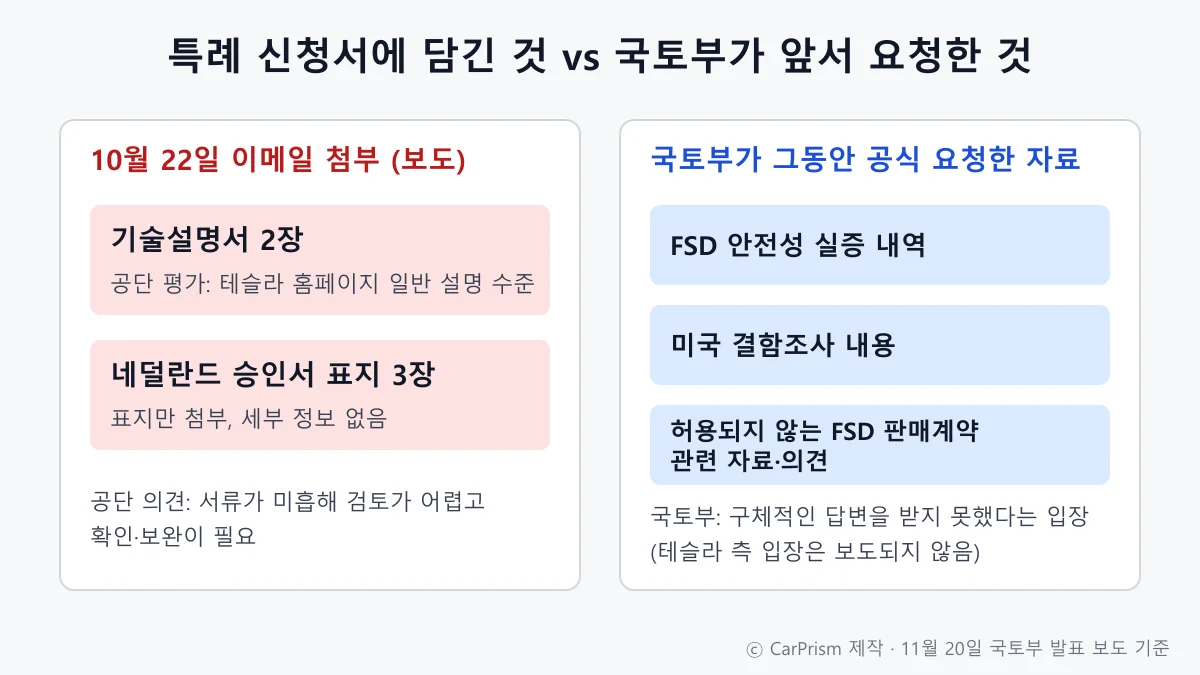 특례 신청서에 담긴 것 vs 국토부가 앞서 요청한 것
10월 22일 이메일 첨부 (보도)
기술설명서 2장
공단 평가: 테슬라 홈페이지 일반 설명 수준
네덜란드 승인서 표지 3장
표지만 첨부, 세부 정보 없음
공단 의견: 서류가 미흡해 검토가 어렵고
확인·보완이 필요
국토부가 그동안 공식 요청한 자료
FSD 안전성 실증 내역
미국 결함조사 내용
허용되지 않는 FSD 판매계약
관련 자료·의견
국토부: 구체적인 답변을 받지 못했다는 입장
(테슬라 측 입장은 보도되지 않음)
ⓒ CarPrism 제작 · 11월 20일 국토부 발표 보도 기준